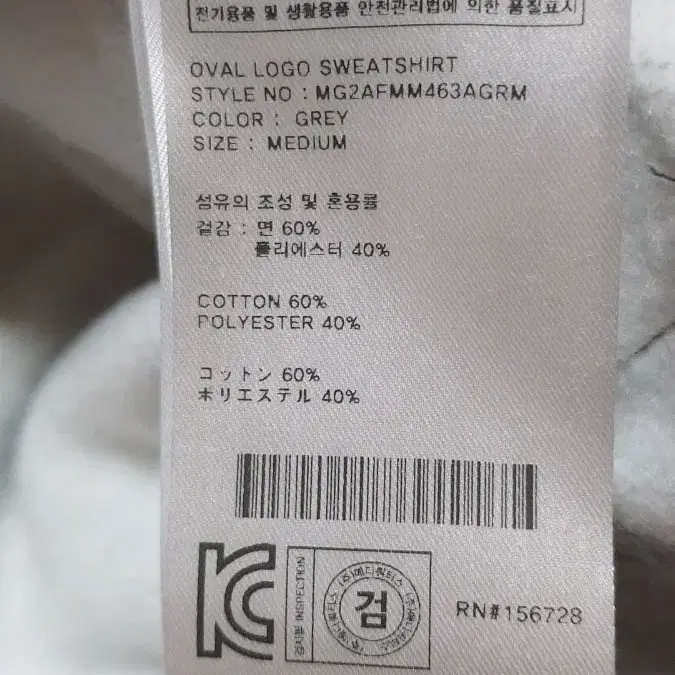 전기용품 및 생활용품 안전관리법에 의한 품질표시
OVAL LOGO SWEATSHIRT
STYLE NO : MG2AFMM463AGRM
COLOR : GREY
SIZE : MEDIUM
섬유의 조성 및 혼용률
겉감 : 면 60%
폴리에스터 40%
COTTON 60%
POLYESTER 40%
コットン 60%
ポリエステル 40%
INSPECTION
검
RN#156728